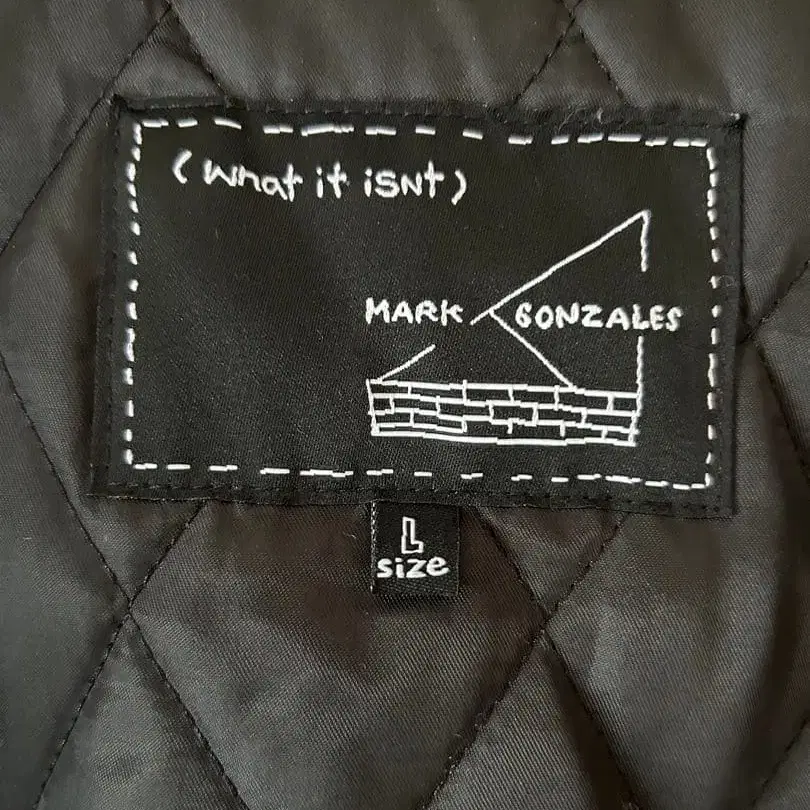 (What it iSNt)
MARK GONZALES
L
size